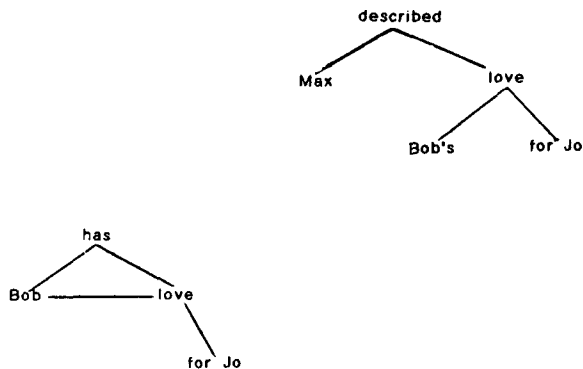 described
Max love
Bob's for Jo
has
Bob love
for Jo